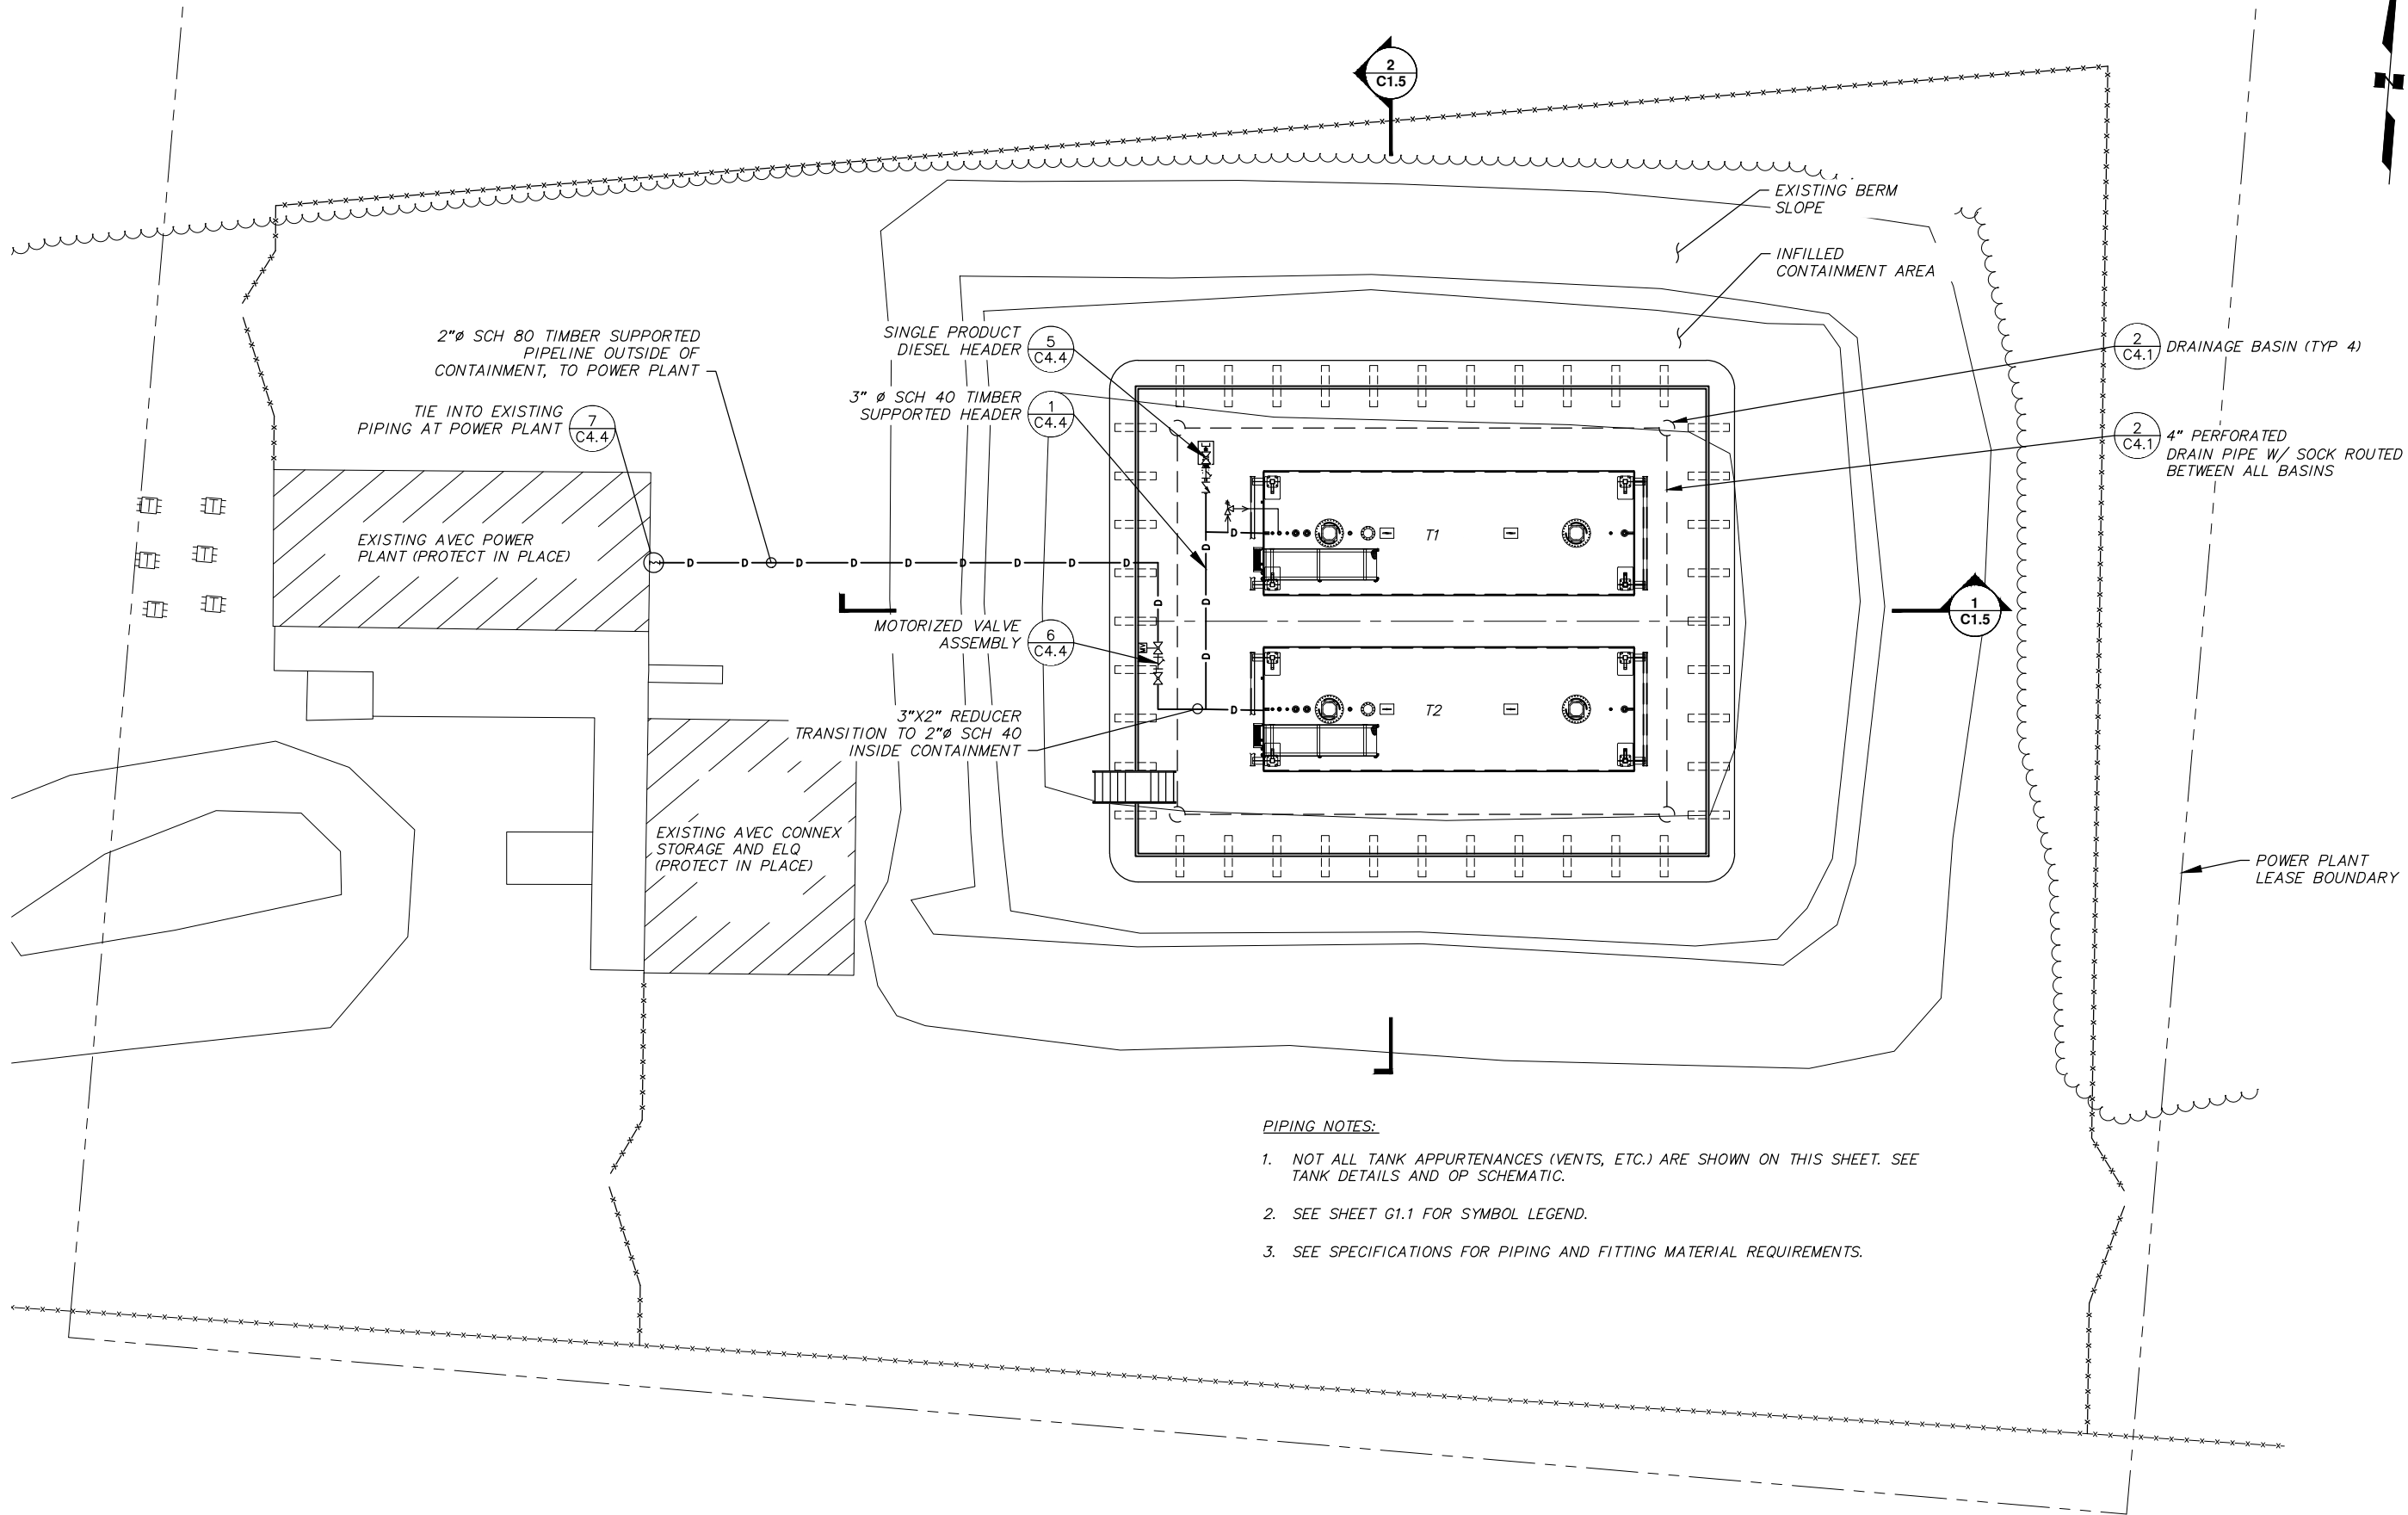 2
C1.5
EXISTING BERM
SLOPE
INFILLED
CONTAINMENT AREA
2"ø SCH 80 TIMBER SUPPORTED
PIPELINE OUTSIDE OF
CONTAINMENT, TO POWER PLANT
SINGLE PRODUCT
DIESEL HEADER
5
C4.4
2
C4.1
DRAINAGE BASIN (TYP 4)
3" ø SCH 40 TIMBER
SUPPORTED HEADER
1
C4.4
TIE INTO EXISTING
PIPING AT POWER PLANT
7
C4.4
2
C4.1
4" PERFORATED
DRAIN PIPE W/ SOCK ROUTED
BETWEEN ALL BASINS
EXISTING AVEC POWER
PLANT (PROTECT IN PLACE)
T1
D
D D D D D D D D D
D
D
D
D
1
C1.5
MOTORIZED VALVE
ASSEMBLY
6
C4.4
M
T2
D
3"X2" REDUCER
TRANSITION TO 2"ø SCH 40
INSIDE CONTAINMENT
EXISTING AVEC CONNEX
STORAGE AND ELQ
(PROTECT IN PLACE)
POWER PLANT
LEASE BOUNDARY
PIPING NOTES:
1. NOT ALL TANK APPURTENANCES (VENTS, ETC.) ARE SHOWN ON THIS SHEET. SEE
TANK DETAILS AND OP SCHEMATIC.
2. SEE SHEET G1.1 FOR SYMBOL LEGEND.
3. SEE SPECIFICATIONS FOR PIPING AND FITTING MATERIAL REQUIREMENTS.